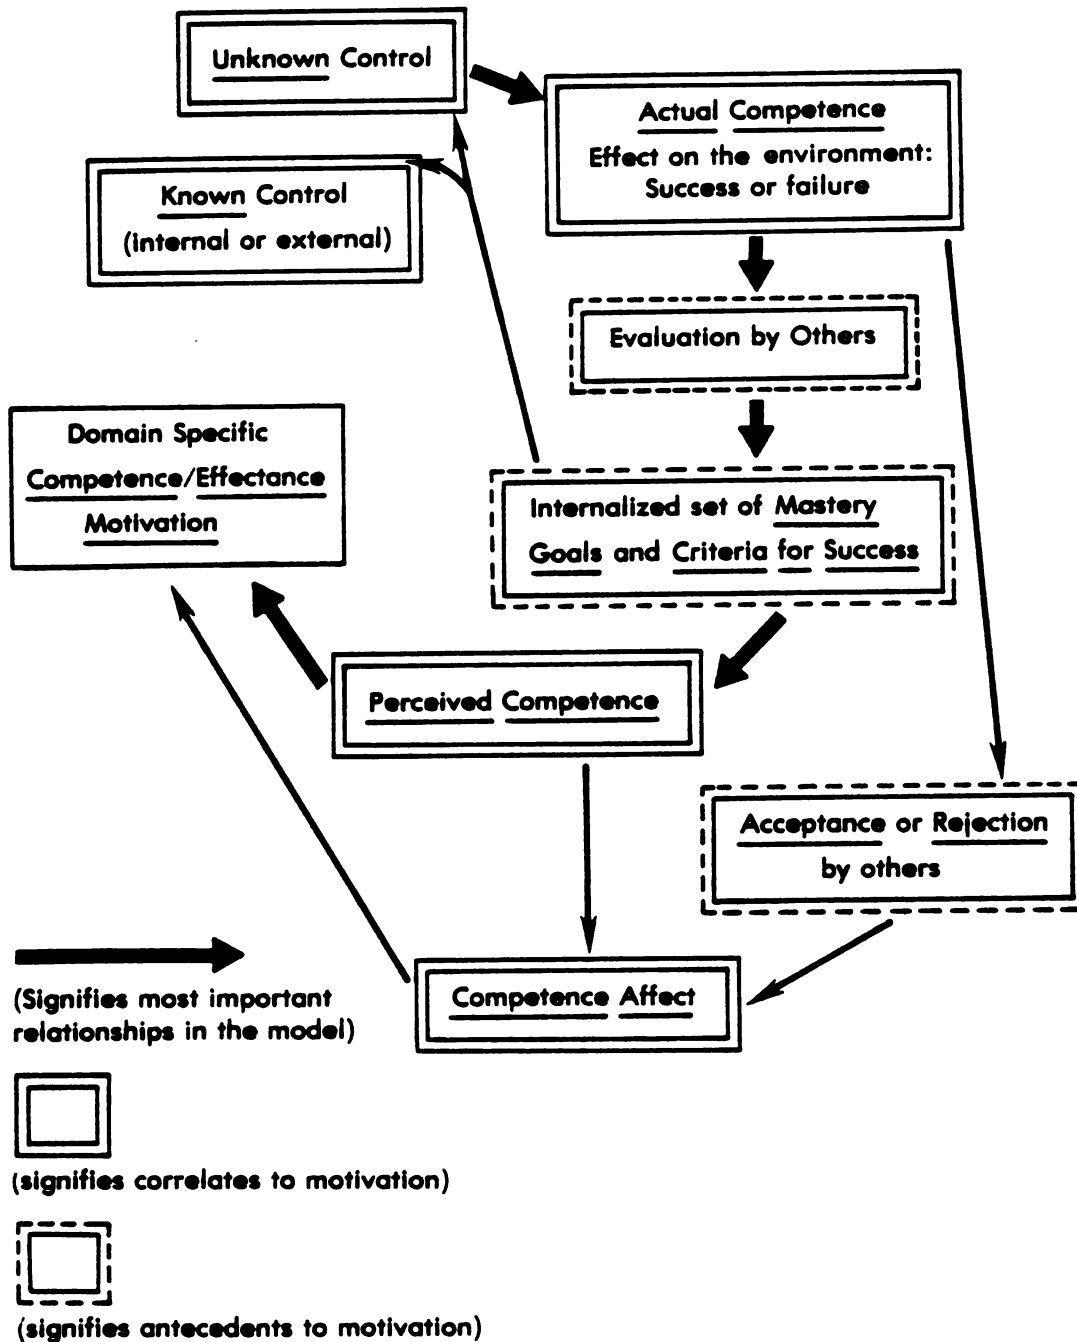 Unknown Control
Actual Competence
Effect on the environment:
Success or failure
Known Control
(internal or external)
Evaluation by Others
Domain Specific
Competence/Effectance
Motivation
Internalized set of Mastery
Goals and Criteria for Success
Perceived Competence
Acceptance or Rejection
by others
Competence Affect
(Signifies most important
relationships in the model)
(signifies correlates to motivation)
(signifies antecedents to motivation)